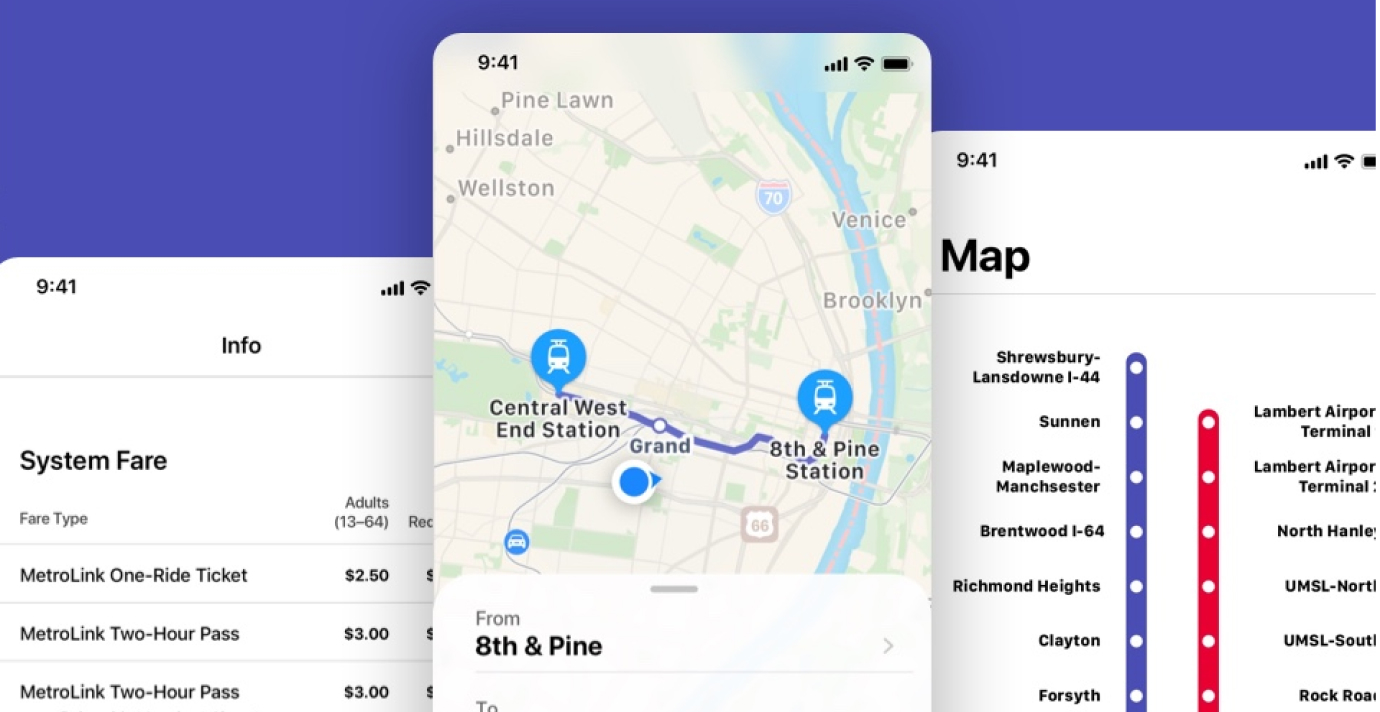 9:41
Info
System Fare
Fare Type
Adults
(13–64)
MetroLink One-Ride Ticket
$2.50
MetroLink Two-Hour Pass
$3.00
MetroLink Two-Hour Pass
$3.00
9:41
Pine Lawn
Hillsdale
Wellston
70
Venice
Brooklyn
Central West
End Station
Grand
8th & Pine
Station
66
From
8th & Pine
To
9:41
Map
Shrewsbury-
Lansdowne I-44
Sunnen
Maplewood-
Manchsester
Brentwood I-64
Richmond Heights
Clayton
Forsyth
Lambert Airpor
Terminal
Lambert Airpor
Terminal
North Hanley
UMSL-North
UMSL-South
Rock Road